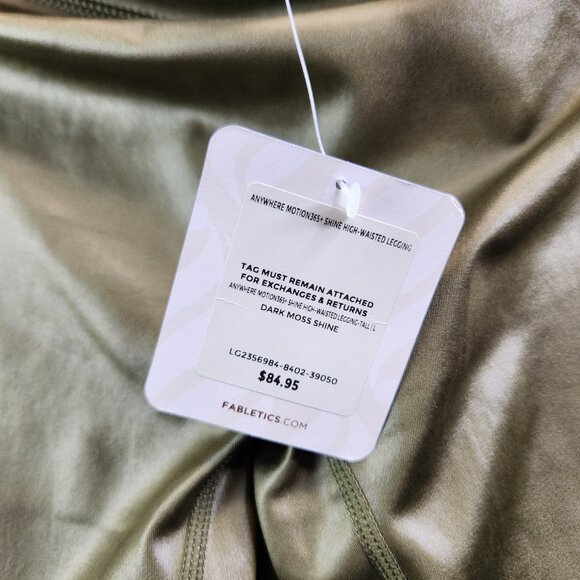 ANYWHERE MOTION365+ SHINE HIGH-WAISTED LEGGING
TAG MUST REMAIN ATTACHED
FOR EXCHANGES & RETURNS
ANYWHERE MOTION365+ SHINE HIGH-WAISTED LEGGING-TALL | L
DARK MOSS SHINE
LG2356984-8402-39050
$84.95
FABLETICS.COM